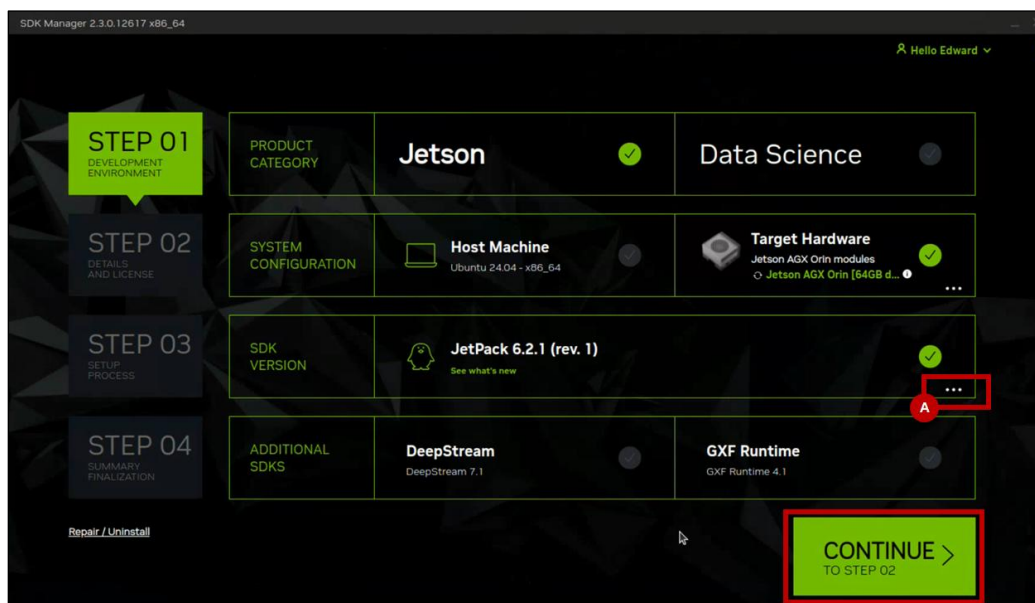 SDK Manager 2.3.0.12617 x86_64
Hello Edward
STEP 01
DEVELOPMENT
ENVIRONMENT
PRODUCT
CATEGORY
Jetson
Data Science
STEP 02
DETAILS
AND LICENSE
SYSTEM
CONFIGURATION
Host Machine
Ubuntu 24.04 - x86_64
Target Hardware
Jetson AGX Orin modules
Jetson AGX Orin [64GB d...
...
STEP 03
SETUP
PROCESS
SDK
VERSION
JetPack 6.2.1 (rev. 1)
See what's new
...
A
STEP 04
SUMMARY
FINALIZATION
ADDITIONAL
SDKS
DeepStream
DeepStream 7.1
GXF Runtime
GXF Runtime 4.1
Repair / Uninstall
CONTINUE >
TO STEP 02